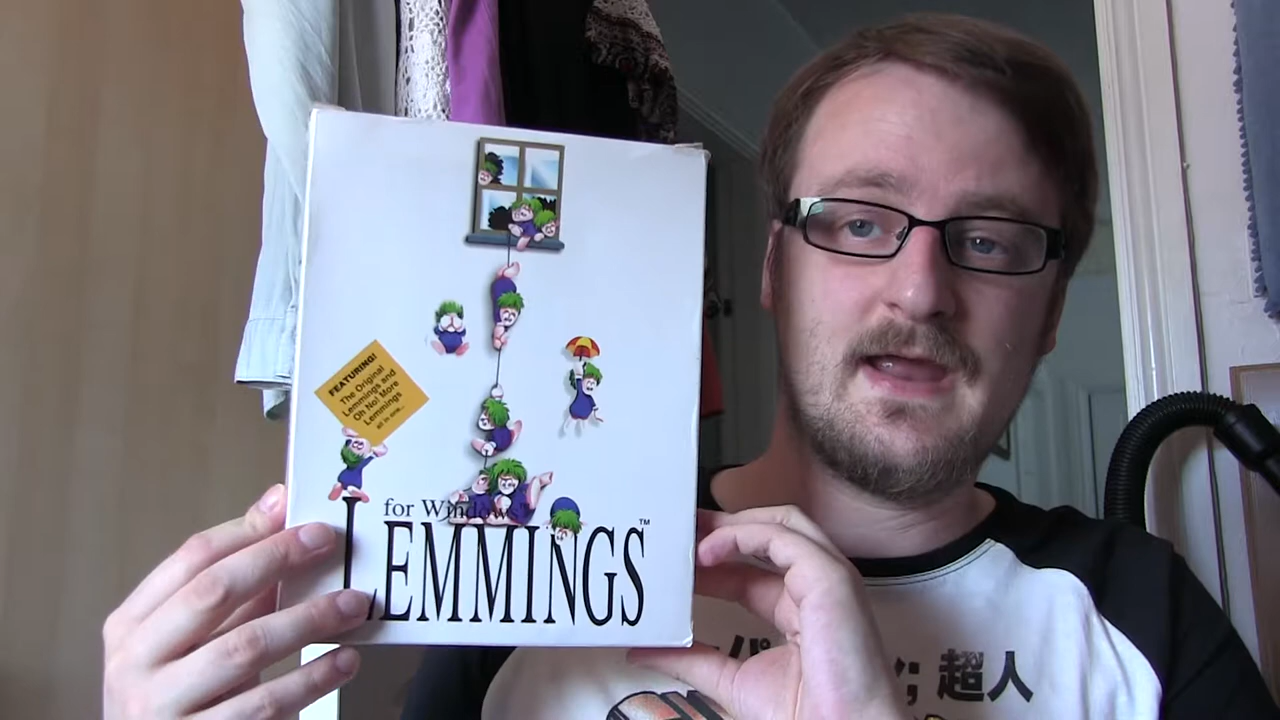 FEATURING!
The Original
Lemmings and
Oh No! More
Lemmings
all in one...
for Windows
LEMMINGS™
超人